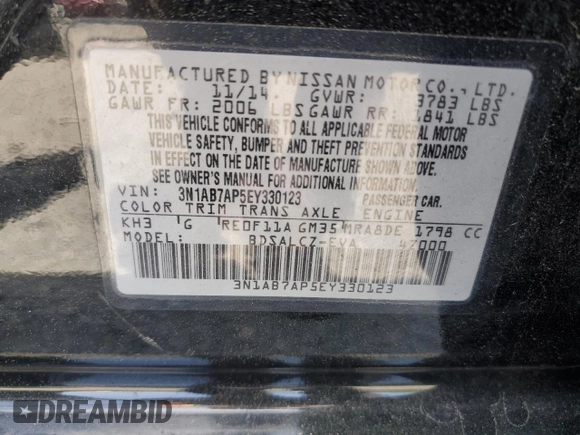 MANUFACTURED BY NISSAN MOTOR CO., LTD.
DATE: 11/14 GVWR: 3783 LBS
GAWR FR: 2006 LBS GAWR RR: 1841 LBS
THIS VEHICLE CONFORMS TO ALL APPLICABLE FEDERAL MOTOR
VEHICLE SAFETY, BUMPER AND THEFT PREVENTION STANDARDS
IN EFFECT ON THE DATE OF MANUFACTURE SHOWN ABOVE.
SEE OWNER'S MANUAL FOR ADDITIONAL INFORMATION.
VIN: 3N1AB7AP5EY330123 PASSENGER CAR.
COLOR TRIM TRANS AXLE ENGINE
KH3 G RE0F11A GM35 MRA8DE 1798 CC
MODEL: BDSALCZ-EVA 47000
3N1AB7AP5EY330123
DREAMBID